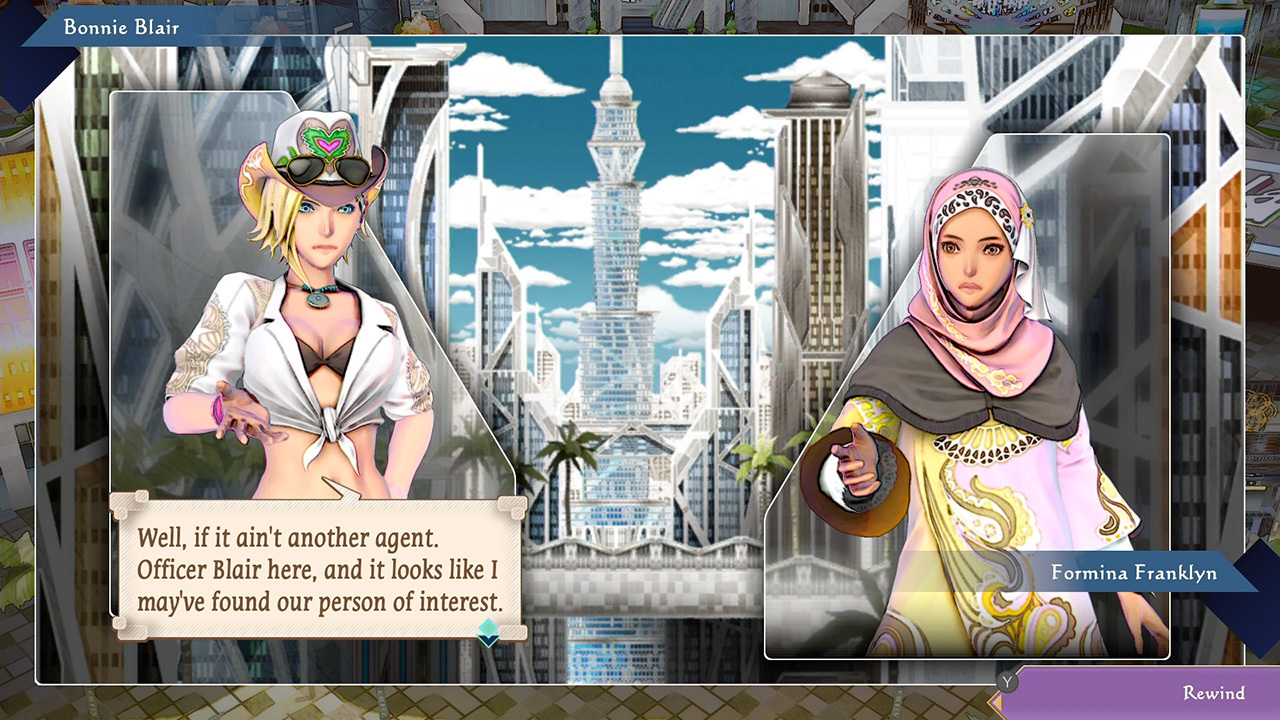 Bonnie Blair
Well, if it ain't another agent.
Officer Blair here, and it looks like I
may've found our person of interest.
Formina Franklyn
Y
Rewind